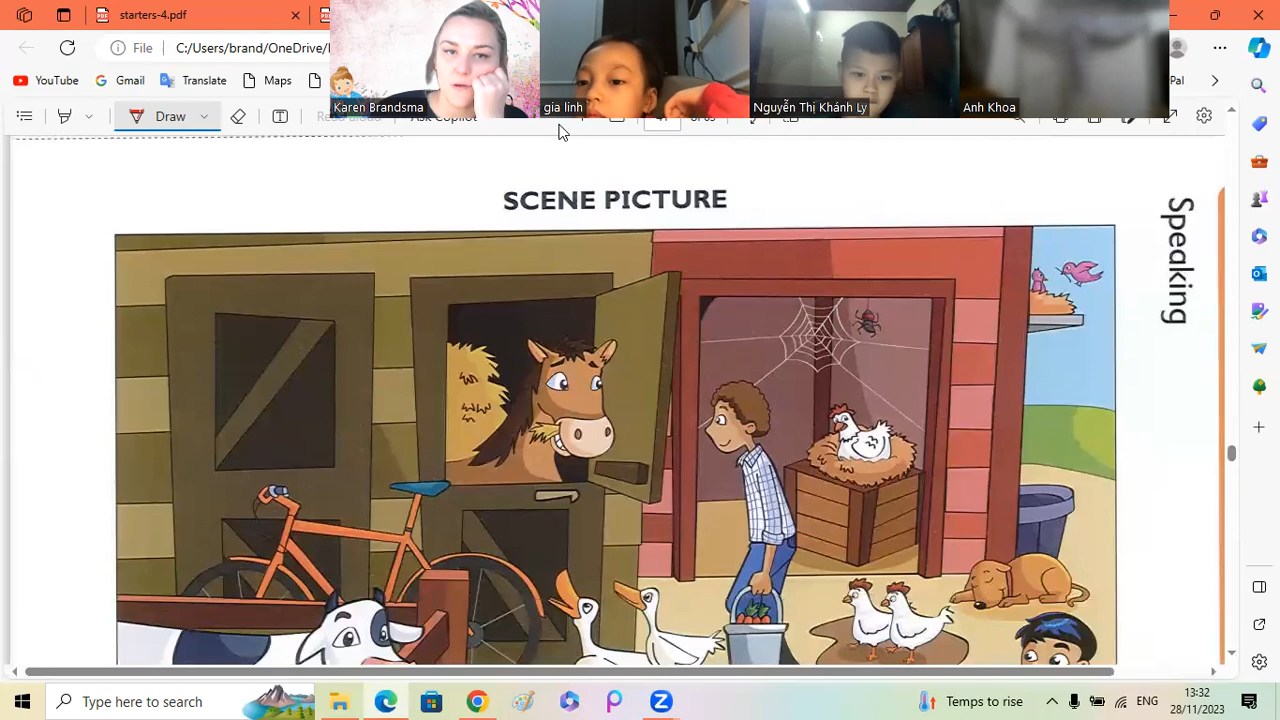 starters-4.pdf
File
C:/Users/brand/OneDrive/
YouTube
Gmail
Translate
Maps
Pal
Draw
Karen Brandsma
gia linh
Nguyễn Thị Khánh Ly
Anh Khoa
SCENE PICTURE
Speaking
Type here to search
Temps to rise
ENG
13:32
28/11/2023